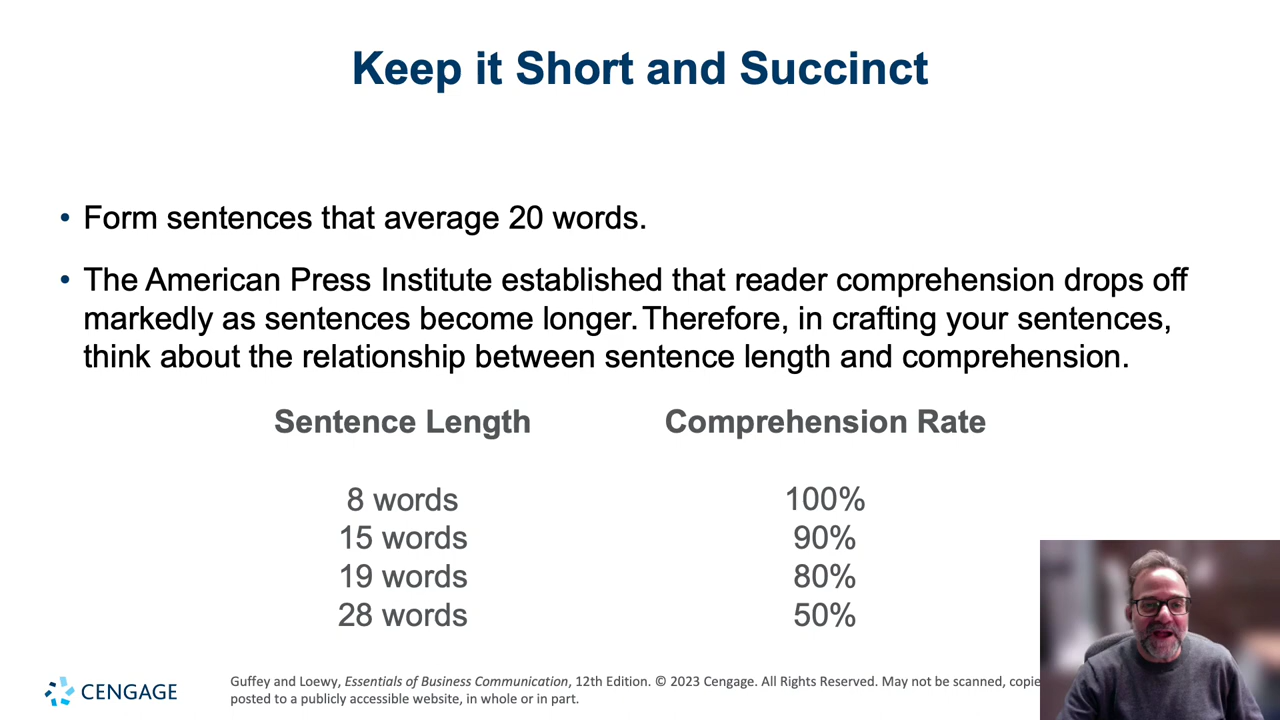 Keep it Short and Succinct
• Form sentences that average 20 words.
• The American Press Institute established that reader comprehension drops off
markedly as sentences become longer. Therefore, in crafting your sentences,
think about the relationship between sentence length and comprehension.
Sentence Length Comprehension Rate
8 words 100%
15 words 90%
19 words 80%
28 words 50%
CENGAGE
Guffey and Loewy, Essentials of Business Communication, 12th Edition. © 2023 Cengage. All Rights Reserved. May not be scanned, copie
posted to a publicly accessible website, in whole or in part.